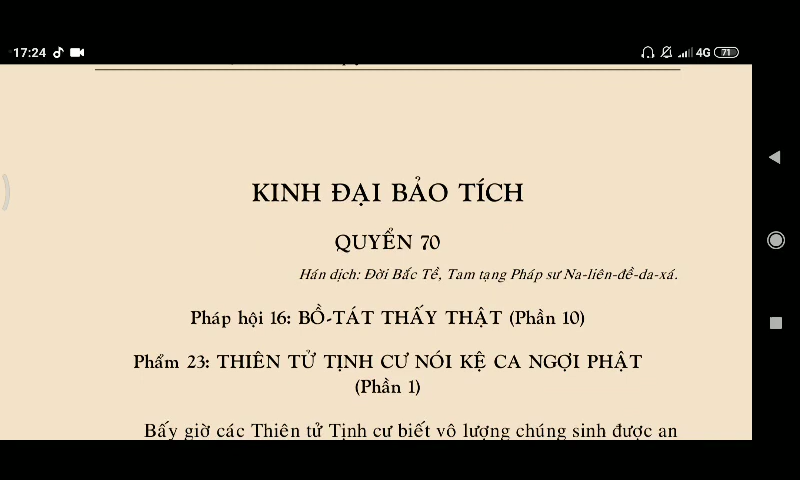 17:24
4G 71
KINH ĐẠI BẢO TÍCH
QUYỂN 70
Hán dịch: Đời Bắc Tề, Tam tạng Pháp sư Na-liên-đề-da-xá.
Pháp hội 16: BỒ-TÁT THẤY THẬT (Phần 10)
Phẩm 23: THIÊN TỬ TỊNH CƯ NÓI KỆ CA NGỢI PHẬT
(Phần 1)
Bấy giờ các Thiên tử Tịnh cư biết vô lượng chúng sinh được an